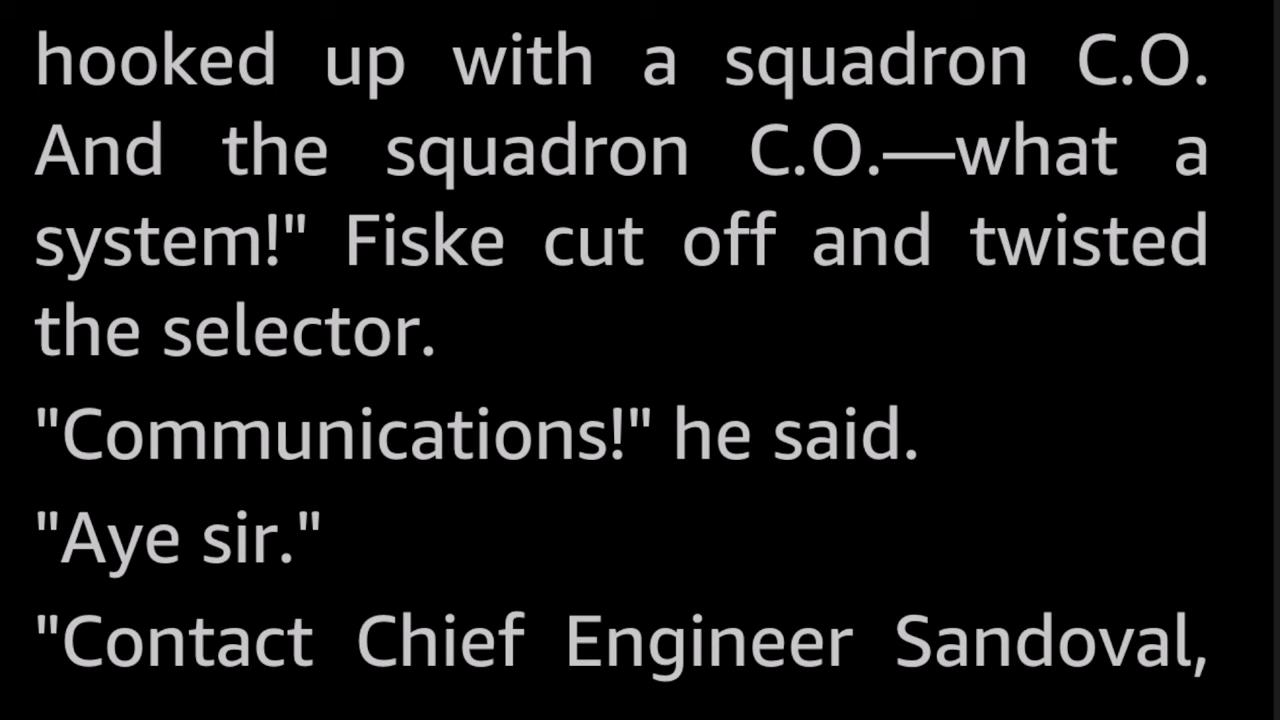 hooked up with a squadron C.O.
And the squadron C.O.—what a
system!" Fiske cut off and twisted
the selector.
"Communications!" he said.
"Aye sir."
"Contact Chief Engineer Sandoval,